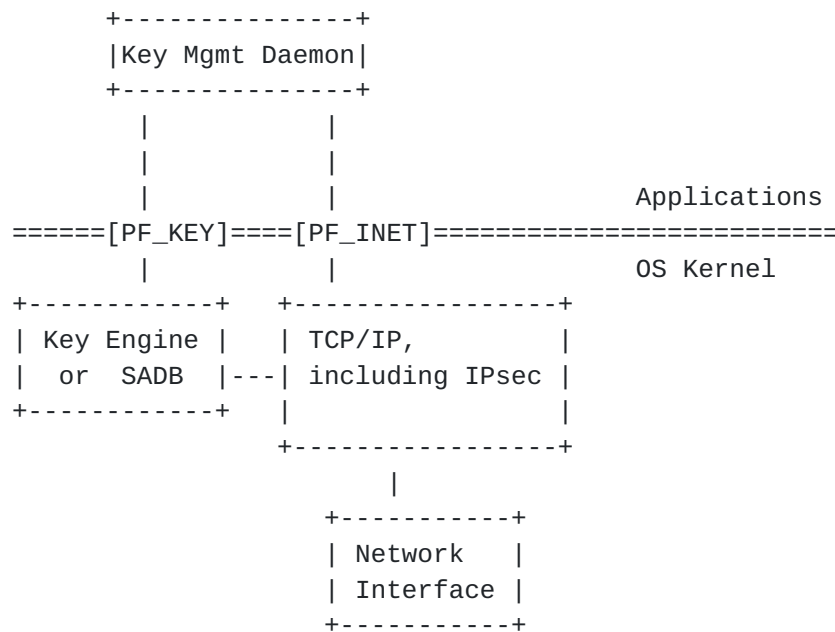 Key Mgmt Daemon
Applications
======[PF_KEY]====[PF_INET]==========================
OS Kernel
Key Engine TCP/IP,
or SADB ---including IPsec
Network
Interface